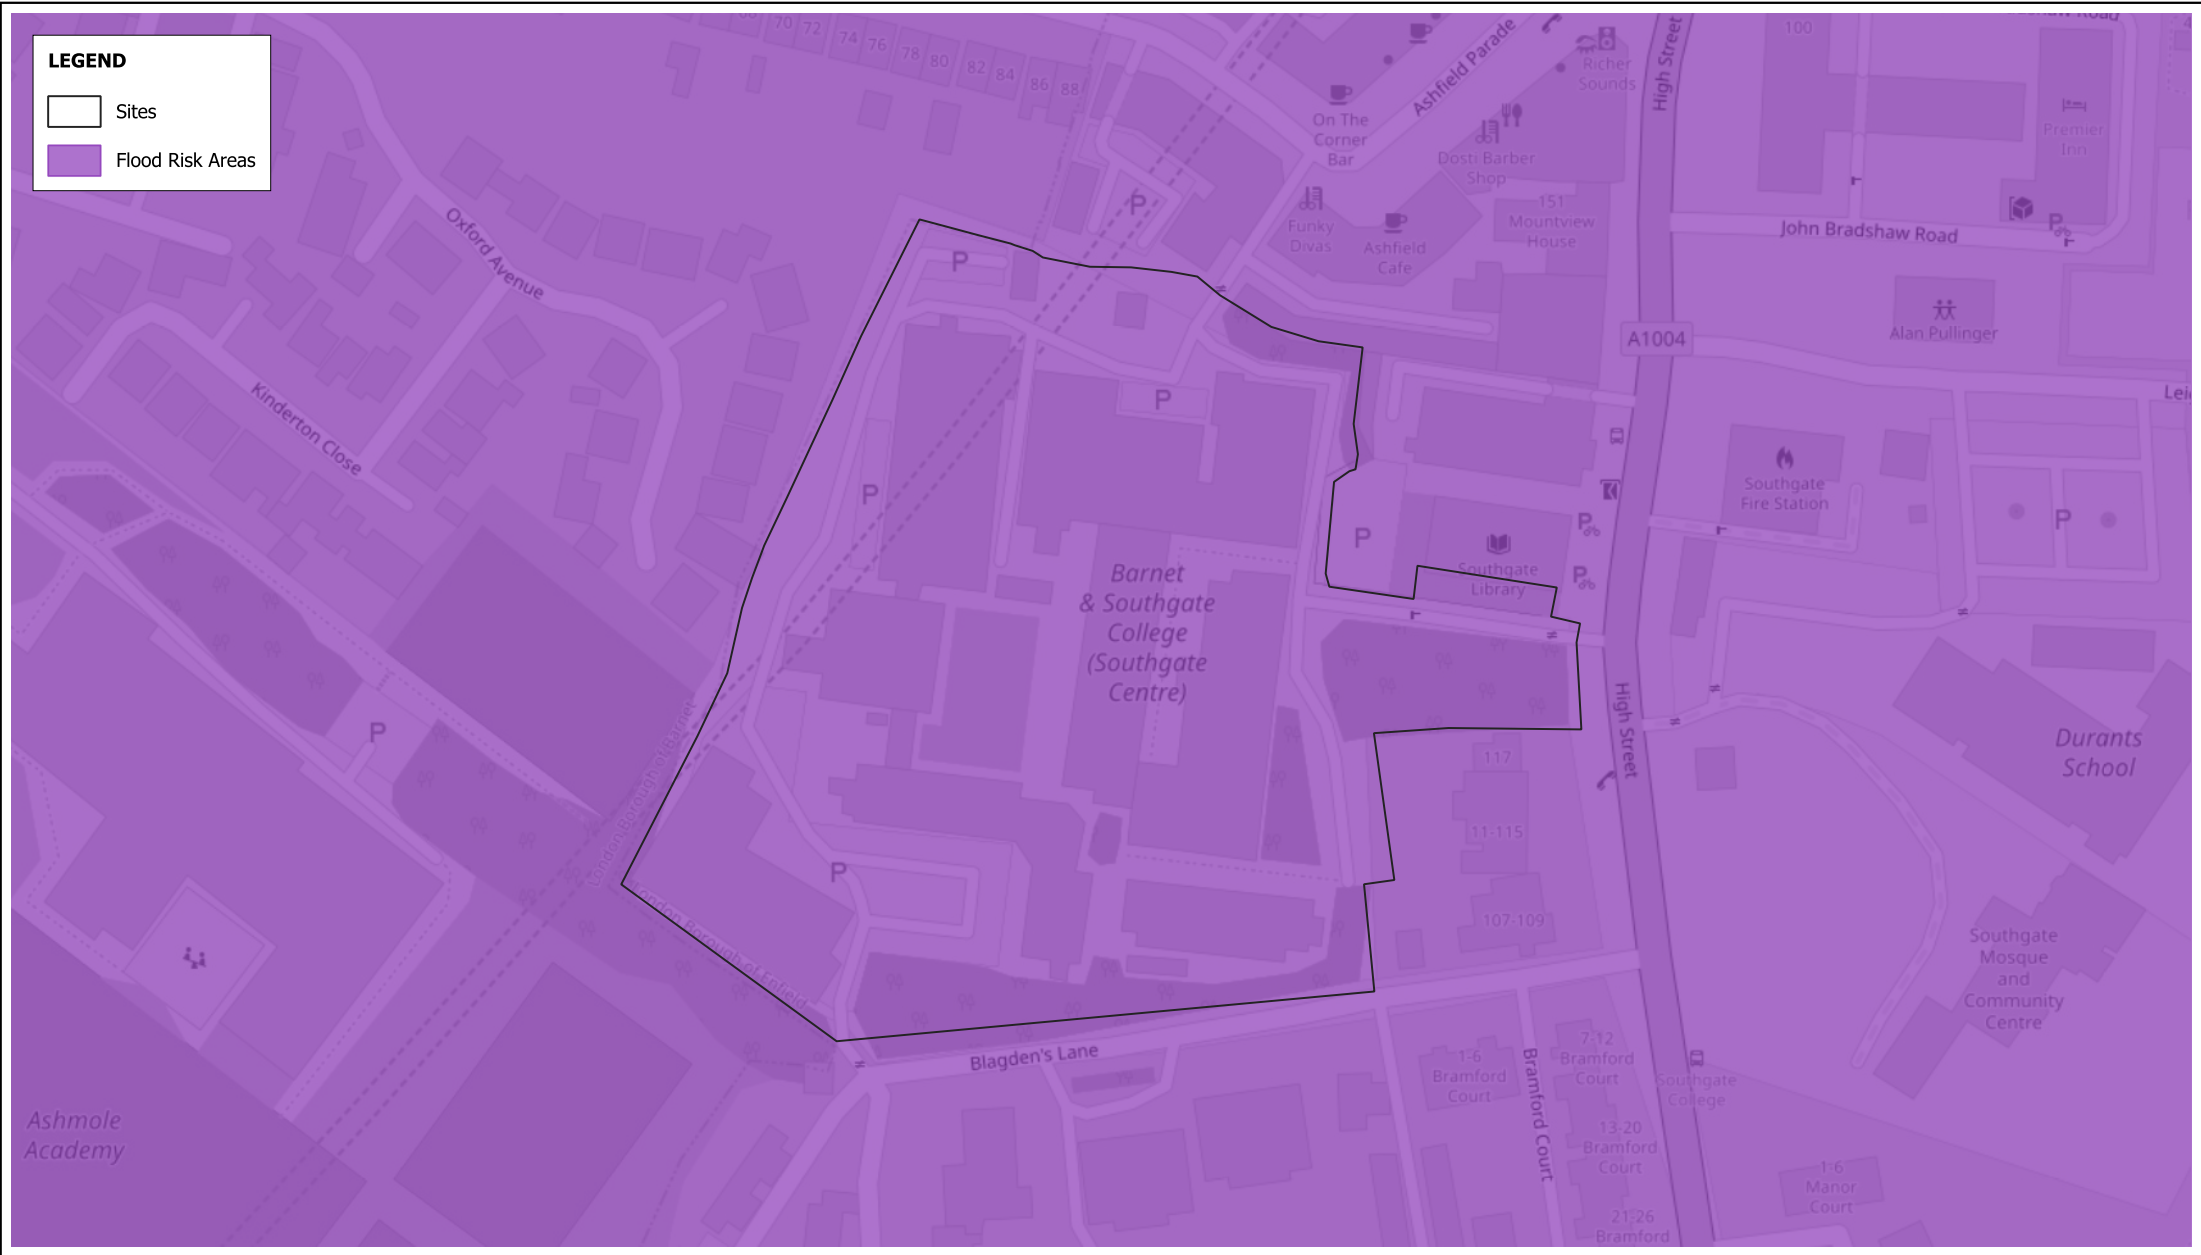 LEGEND
Sites
Flood Risk Areas
70
72
74
76
78
80
82
84
86
88
100
High Street
Ashfield Parade
Richer
Sounds
On The
Corner
Bar
Dosti Barber
Shop
Premier
Inn
P
Funky
Divas
Ashfield
Cafe
151
Mountview
House
P
John Bradshaw Road
Oxford Avenue
P
A1004
Alan Pullinger
Kinderton Close
P
P
P
P
Southgate
Fire Station
P
P
Southgate
Library
P
Barnet
& Southgate
College
(Southgate
Centre)
High Street
P
London Borough of Barnet
117
Durants
School
11-115
P
London Borough of Enfield
107-109
Southgate
Mosque
and
Community
Centre
Blagden's Lane
1-6
Bramford
Court
Bramford Court
7-12
Bramford
Court
Southgate
College
Ashmole
Academy
13-20
Bramford
Court
1-6
Manor
Court
21-26
Bramford